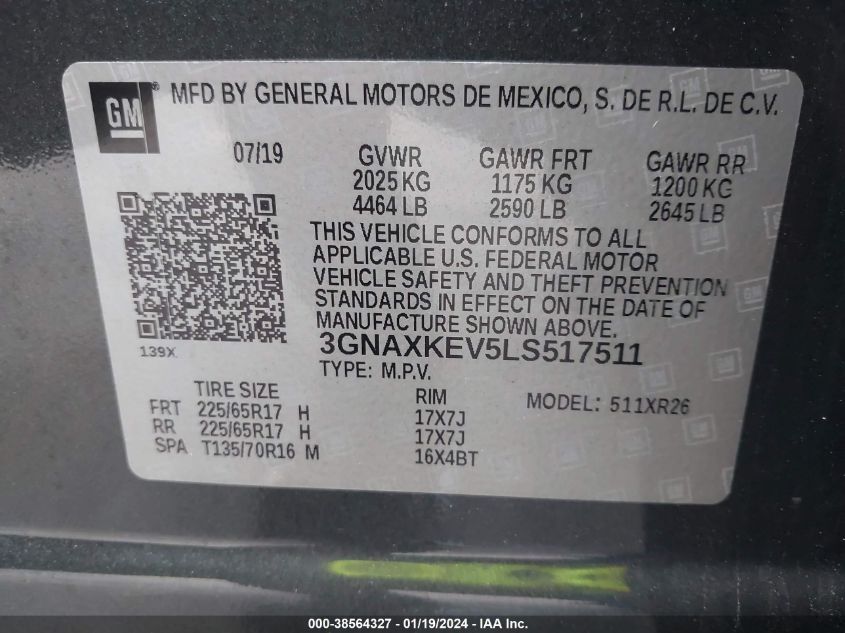 GM® MFD BY GENERAL MOTORS DE MEXICO, S. DE R.L. DE C.V.
07/19 GVWR GAWR FRT GAWR RR
2025 KG 1175 KG 1200 KG
4464 LB 2590 LB 2645 LB
THIS VEHICLE CONFORMS TO ALL
APPLICABLE U.S. FEDERAL MOTOR
VEHICLE SAFETY AND THEFT PREVENTION
STANDARDS IN EFFECT ON THE DATE OF
MANUFACTURE SHOWN ABOVE.
139X 3GNAXKEV5LS517511
TYPE: M.P.V.
TIRE SIZE RIM MODEL: 511XR26
FRT 225/65R17 H 17X7J
RR 225/65R17 H 17X7J
SPA T135/70R16 M 16X4BT
000-38564327 - 01/19/2024 - IAA Inc.